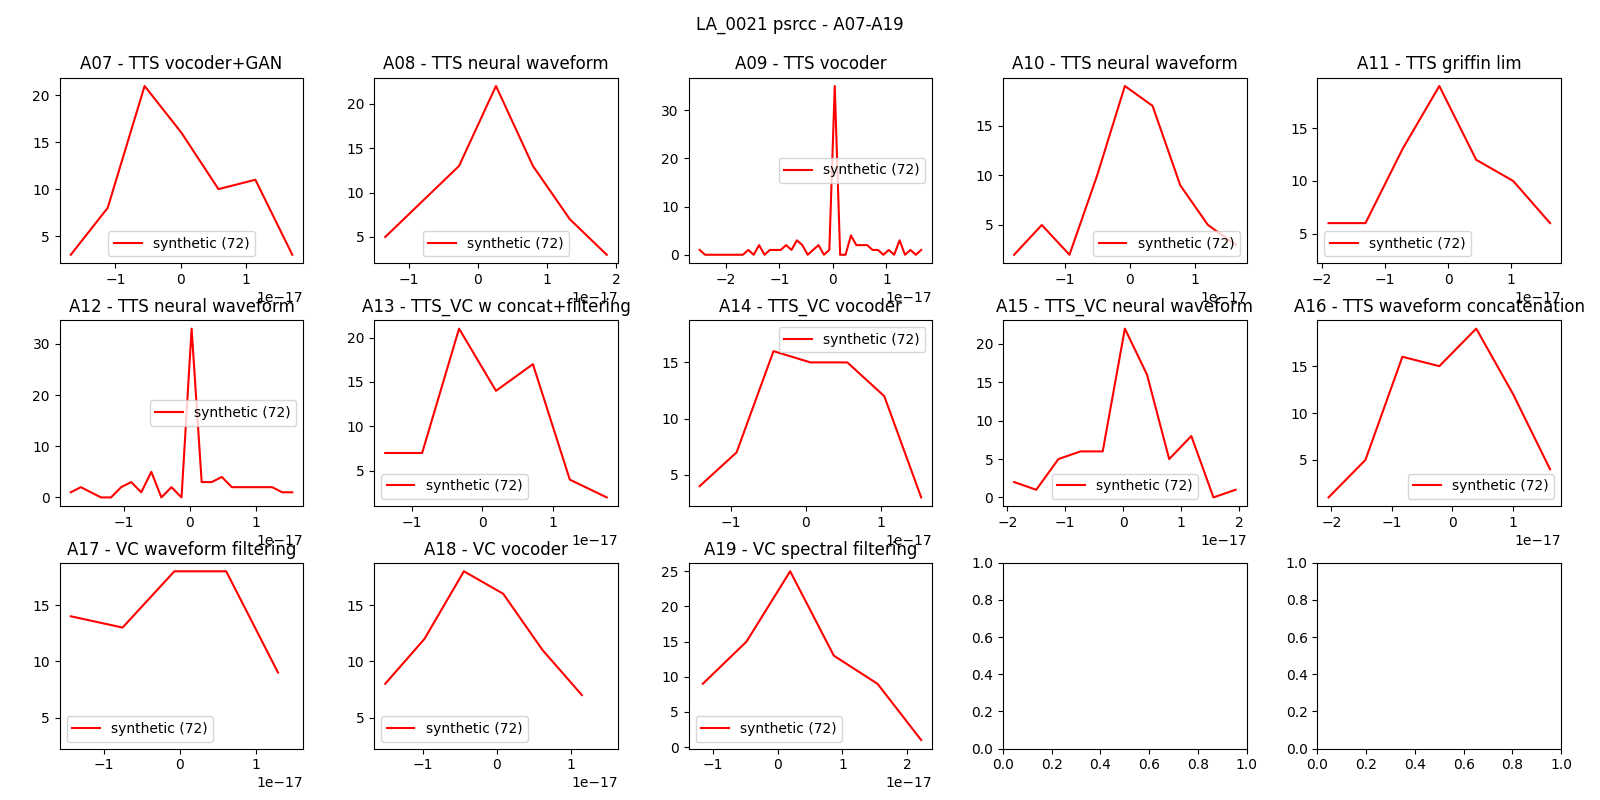 LA_0021 psrcc - A07-A19
A07 - TTS vocoder+GAN
20
15
10
5
synthetic (72)
−1 0 1
1e−17
A08 - TTS neural waveform
20
15
10
5
synthetic (72)
−1 0 1 2
1e−17
A09 - TTS vocoder
30
20
10
0
synthetic (72)
−2 −1 0 1
1e−17
A10 - TTS neural waveform
15
10
5
synthetic (72)
−1 0 1
1e−17
A11 - TTS griffin lim
15
10
5
synthetic (72)
−2 −1 0 1
1e−17
A12 - TTS neural waveform
30
20
10
0
synthetic (72)
−1 0 1
1e−17
A13 - TTS_VC w concat+filtering
20
15
10
5
synthetic (72)
−1 0 1
1e−17
A14 - TTS_VC vocoder
15
10
5
synthetic (72)
−1 0 1
1e−17
A15 - TTS_VC neural waveform
20
15
10
5
0
synthetic (72)
−2 −1 0 1 2
1e−17
A16 - TTS waveform concatenation
15
10
5
synthetic (72)
−2 −1 0 1
1e−17
A17 - VC waveform filtering
15
10
5
synthetic (72)
−1 0 1
1e−17
A18 - VC vocoder
15
10
5
synthetic (72)
−1 0 1
1e−17
A19 - VC spectral filtering
25
20
15
10
5
0
synthetic (72)
−1 0 1 2
1e−17
1.0
0.8
0.6
0.4
0.2
0.0
0.0 0.2 0.4 0.6 0.8 1.0
1.0
0.8
0.6
0.4
0.2
0.0
0.0 0.2 0.4 0.6 0.8 1.0